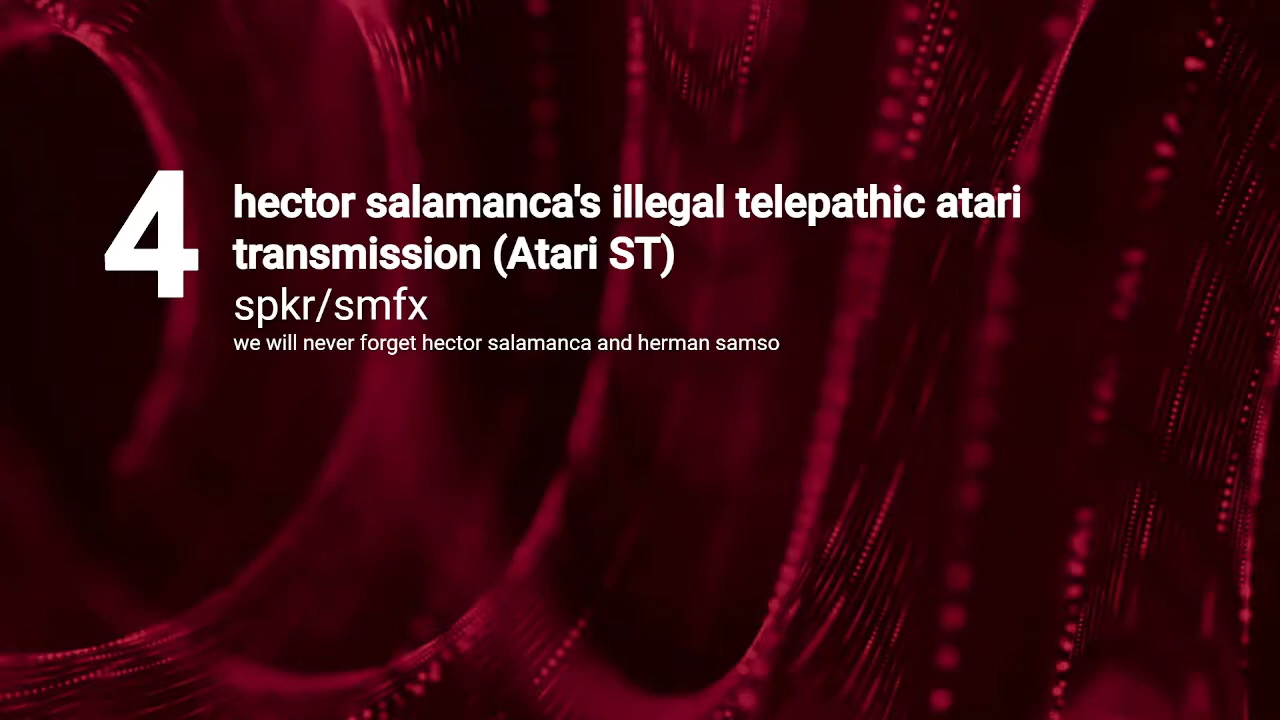 4
hector salamanca's illegal telepathic atari
transmission (Atari ST)
spkr/smfx
we will never forget hector salamanca and herman samso